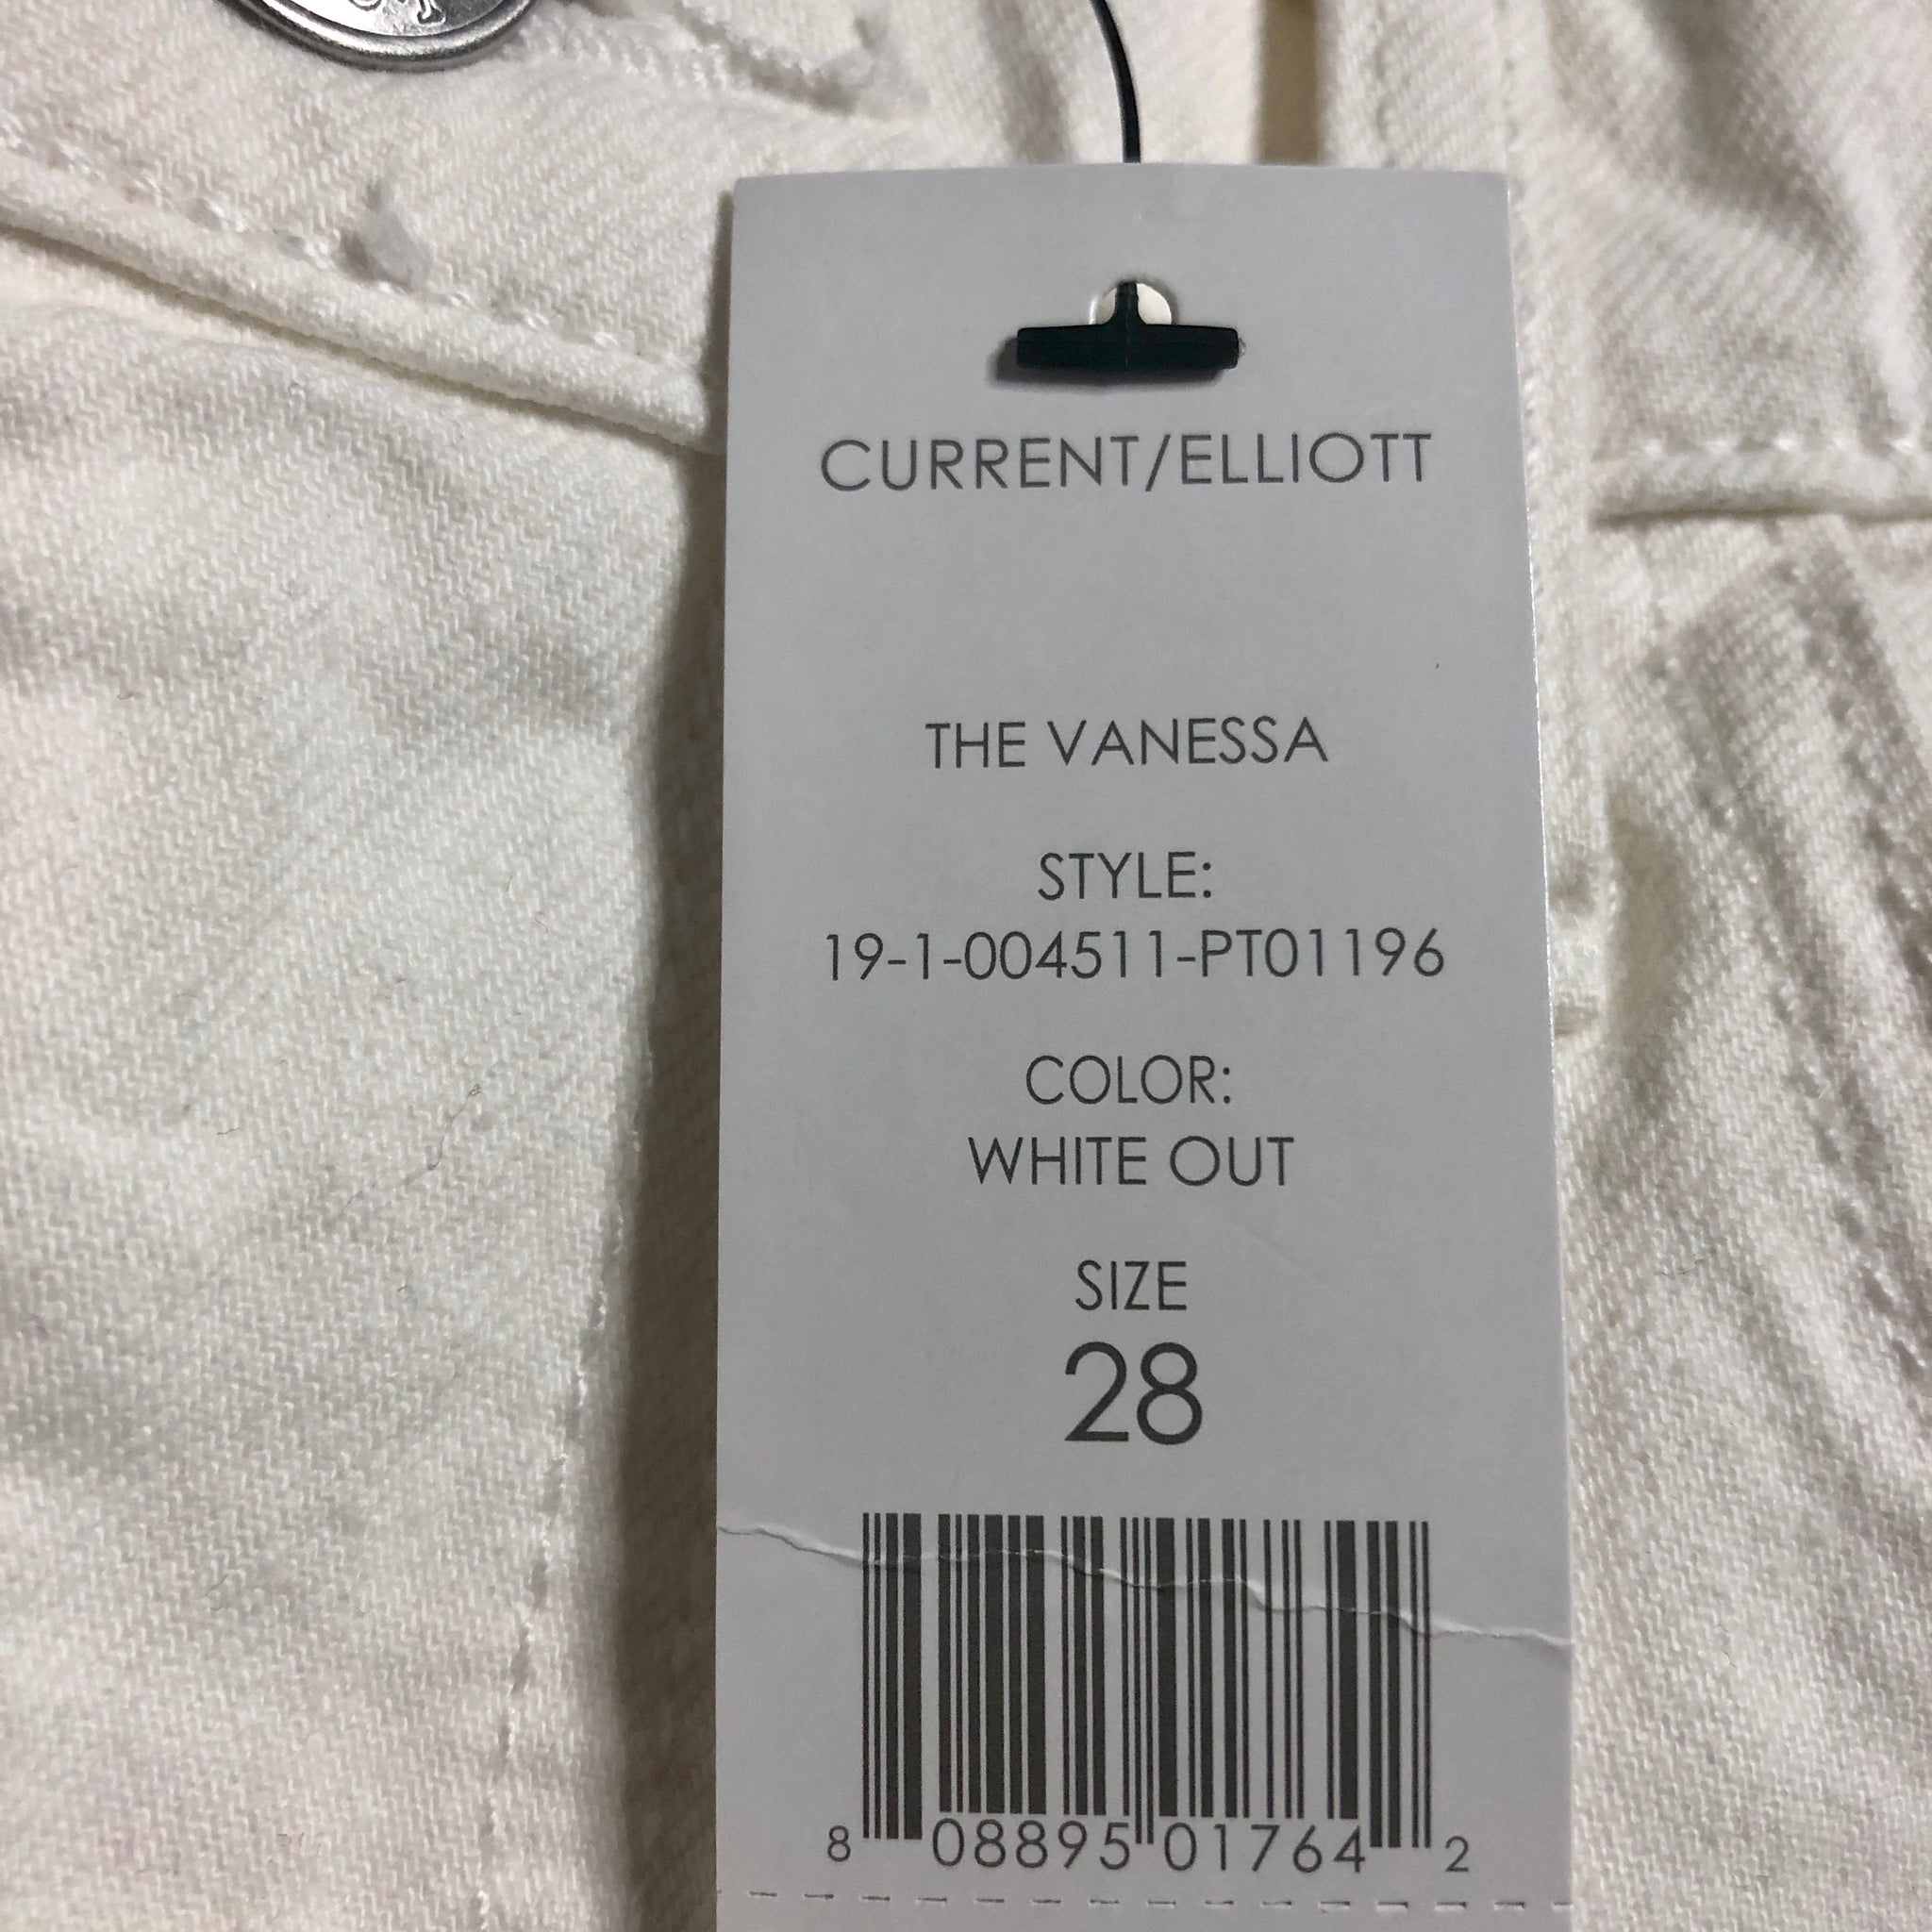 CURRENT/ELLIOTT
THE VANESSA
STYLE:
19-1-004511-PT01196
COLOR:
WHITE OUT
SIZE
28
8 08895 01764 2